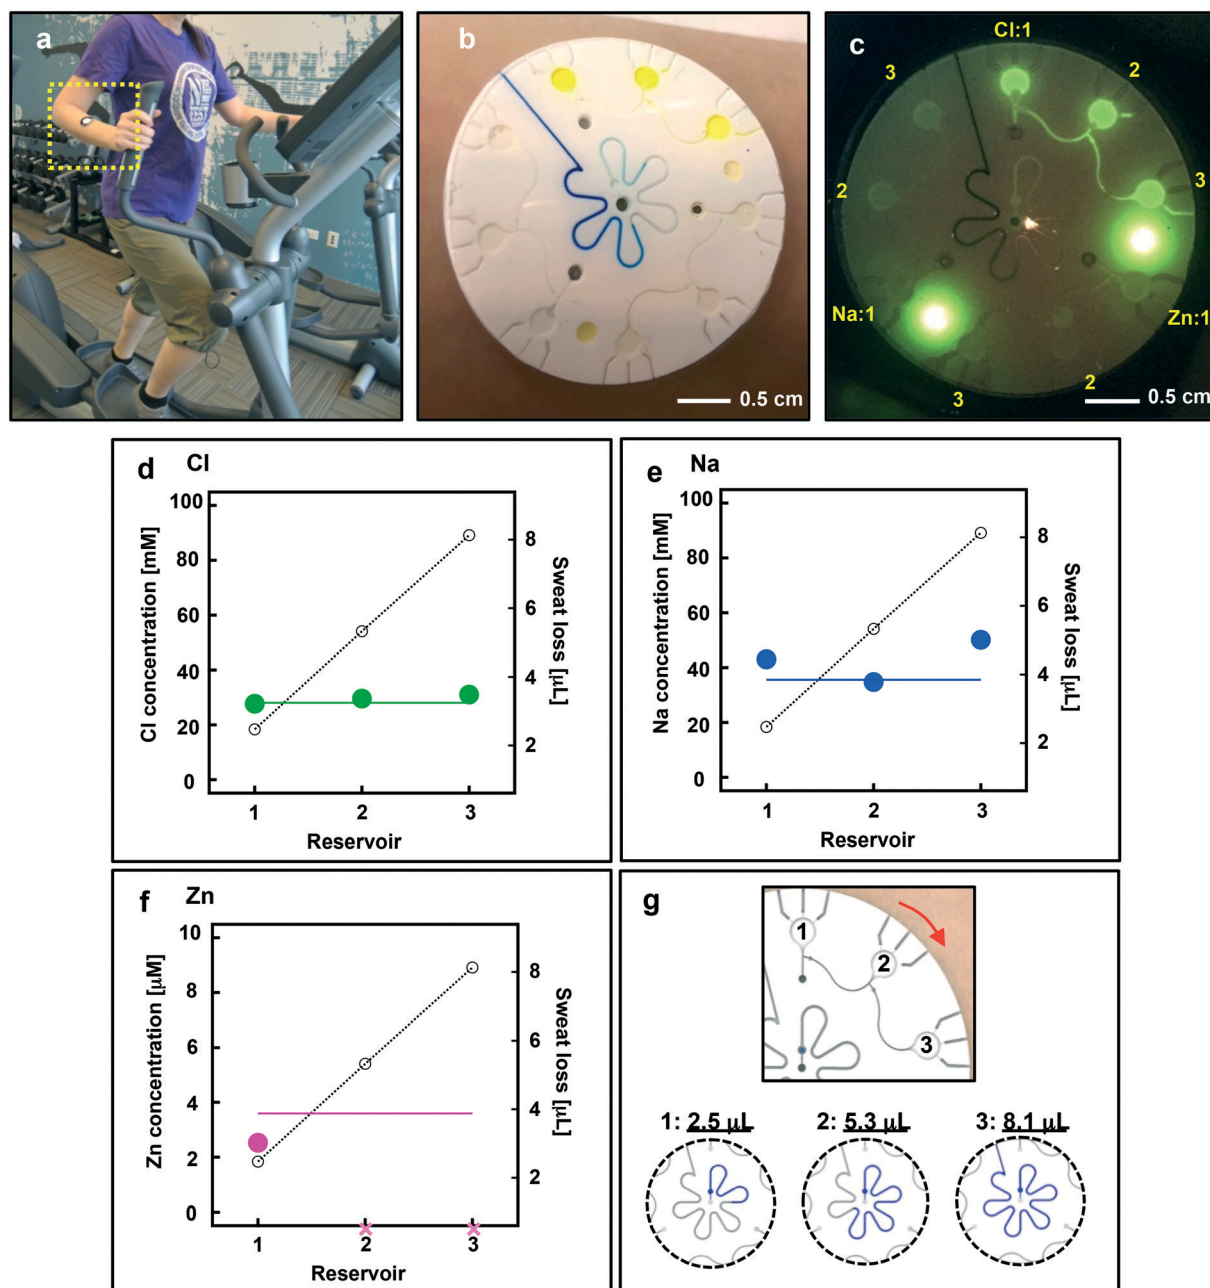 a
b
0.5 cm
c
Cl:1
2
3
Zn:1
2
3
Na:1
2
3
0.5 cm
d Cl
Cl concentration [mM]
100
80
60
40
20
0
8
6
4
2
Sweat loss [µL]
1 2 3
Reservoir
e Na
Na concentration [mM]
100
80
60
40
20
0
8
6
4
2
Sweat loss [µL]
1 2 3
Reservoir
f Zn
Zn concentration [µM]
10
8
6
4
2
0
8
6
4
2
Sweat loss [µL]
1 2 3
Reservoir
g
1
2
3
1: 2.5 µL 2: 5.3 µL 3: 8.1 µL